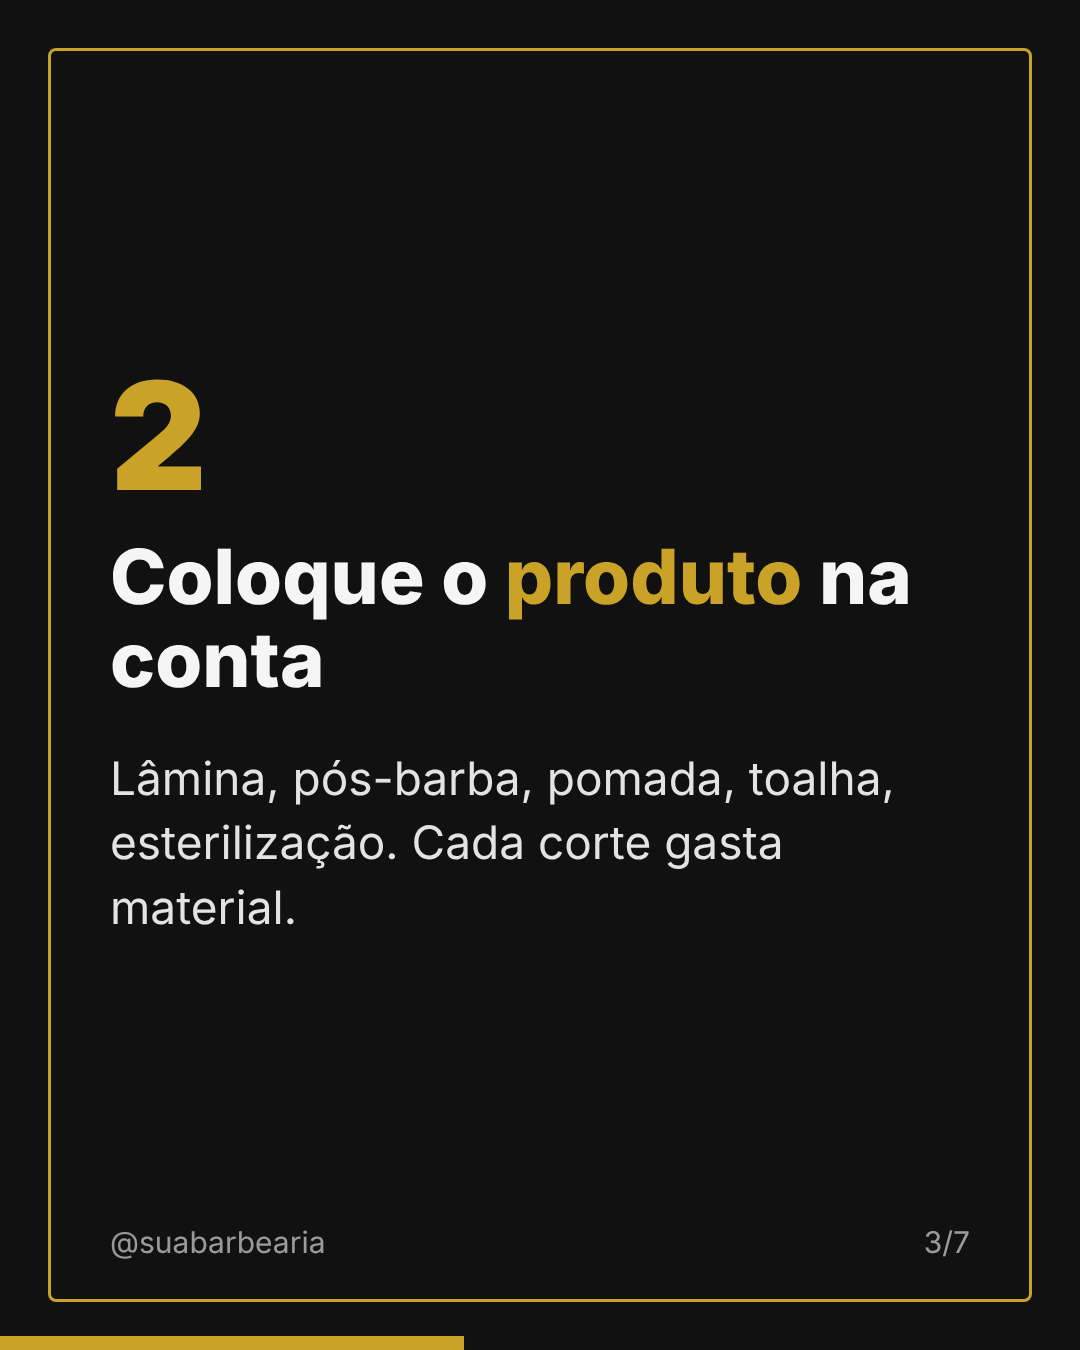 2
Coloque o produto na
conta
Lâmina, pós-barba, pomada, toalha,
esterilização. Cada corte gasta
material.
@suabarbearia
3/7